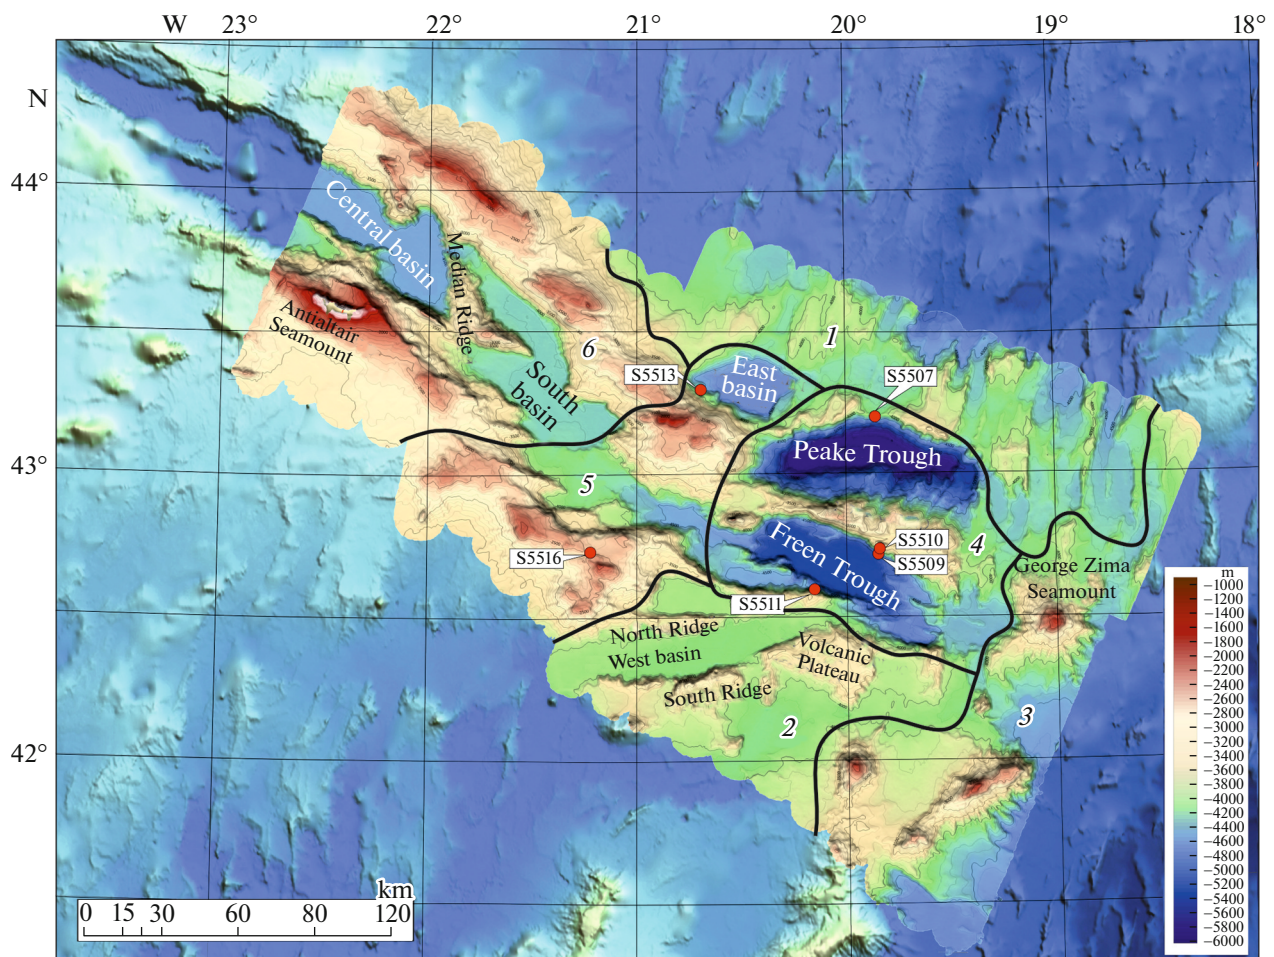 W 23° 22° 21° 20° 19° 18°
N
44°
43°
42°
Central basin
Median Ridge
Antialtair
Seamount
South
basin
6
1
S5513
East
basin
S5507
Peake Trough
5
S5516
Freen Trough
S5510
S5509
4
S5511
George Zima
Seamount
North Ridge
West basin
Volcanic
Plateau
South Ridge
2
3
km
0 15 30 60 80 120
m
−1000
−1200
−1400
−1600
−1800
−2000
−2200
−2400
−2600
−2800
−3000
−3200
−3400
−3600
−3800
−4000
−4200
−4400
−4600
−4800
−5000
−5200
−5400
−5600
−5800
−6000